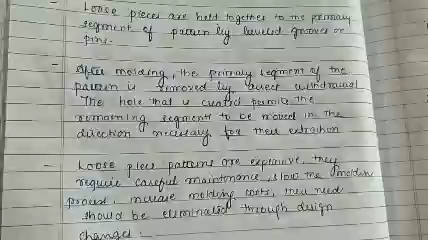 - Loose pieces are held together to the primary
segment of pattern by beveled grooves or
pins.
- After molding, the primary segment of the
pattern is removed by direct withdrawal
The hole that is created permits the
remaining segment to be moved in the
direction necessary for their extraction
- Loose piece patterns are expensive, they
require careful maintenance, slow the molding
process, increase molding costs, they need
should be eliminated through design
changes.